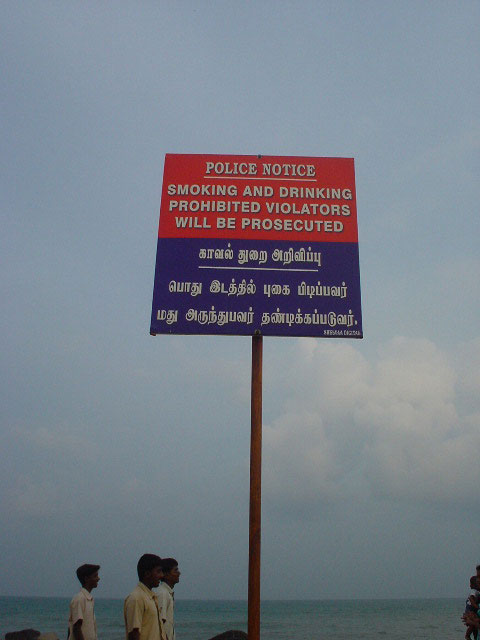 POLICE NOTICE
SMOKING AND DRINKING
PROHIBITED VIOLATORS
WILL BE PROSECUTED
காவல் துறை அறிவிப்பு
பொது இடத்தில் புகை பிடிப்பவர்
மது அருந்துபவர் தண்டிக்கப்படுவர்.